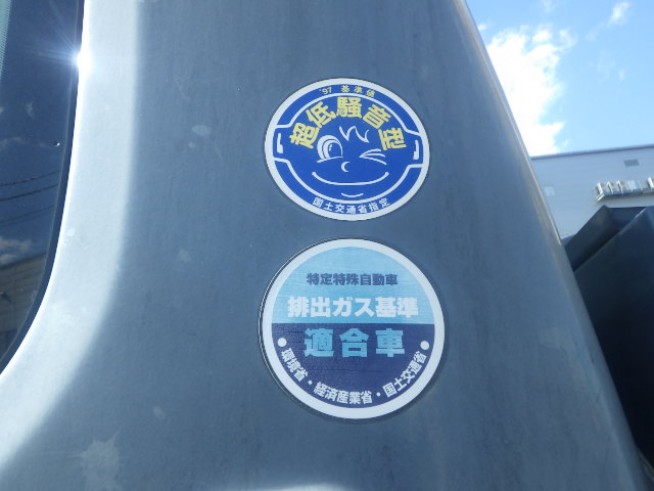 '97 基準値
超低騒音型
国土交通省指定
特定特殊自動車
排出ガス基準
適合車
● 環境省・経済産業省・国土交通省 ●